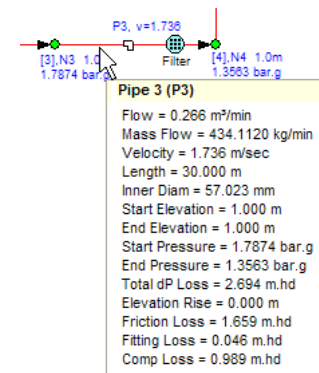 P3, v=1.736
[3],N3 1.0
1.7874 bar.g
Filter
[4],N4 1.0m
1.3563 bar.g
Pipe 3 (P3)
Flow = 0.266 m³/min
Mass Flow = 434.1120 kg/min
Velocity = 1.736 m/sec
Length = 30.000 m
Inner Diam = 57.023 mm
Start Elevation = 1.000 m
End Elevation = 1.000 m
Start Pressure = 1.7874 bar.g
End Pressure = 1.3563 bar.g
Total dP Loss = 2.694 m.hd
Elevation Rise = 0.000 m
Friction Loss = 1.659 m.hd
Fitting Loss = 0.046 m.hd
Comp Loss = 0.989 m.hd